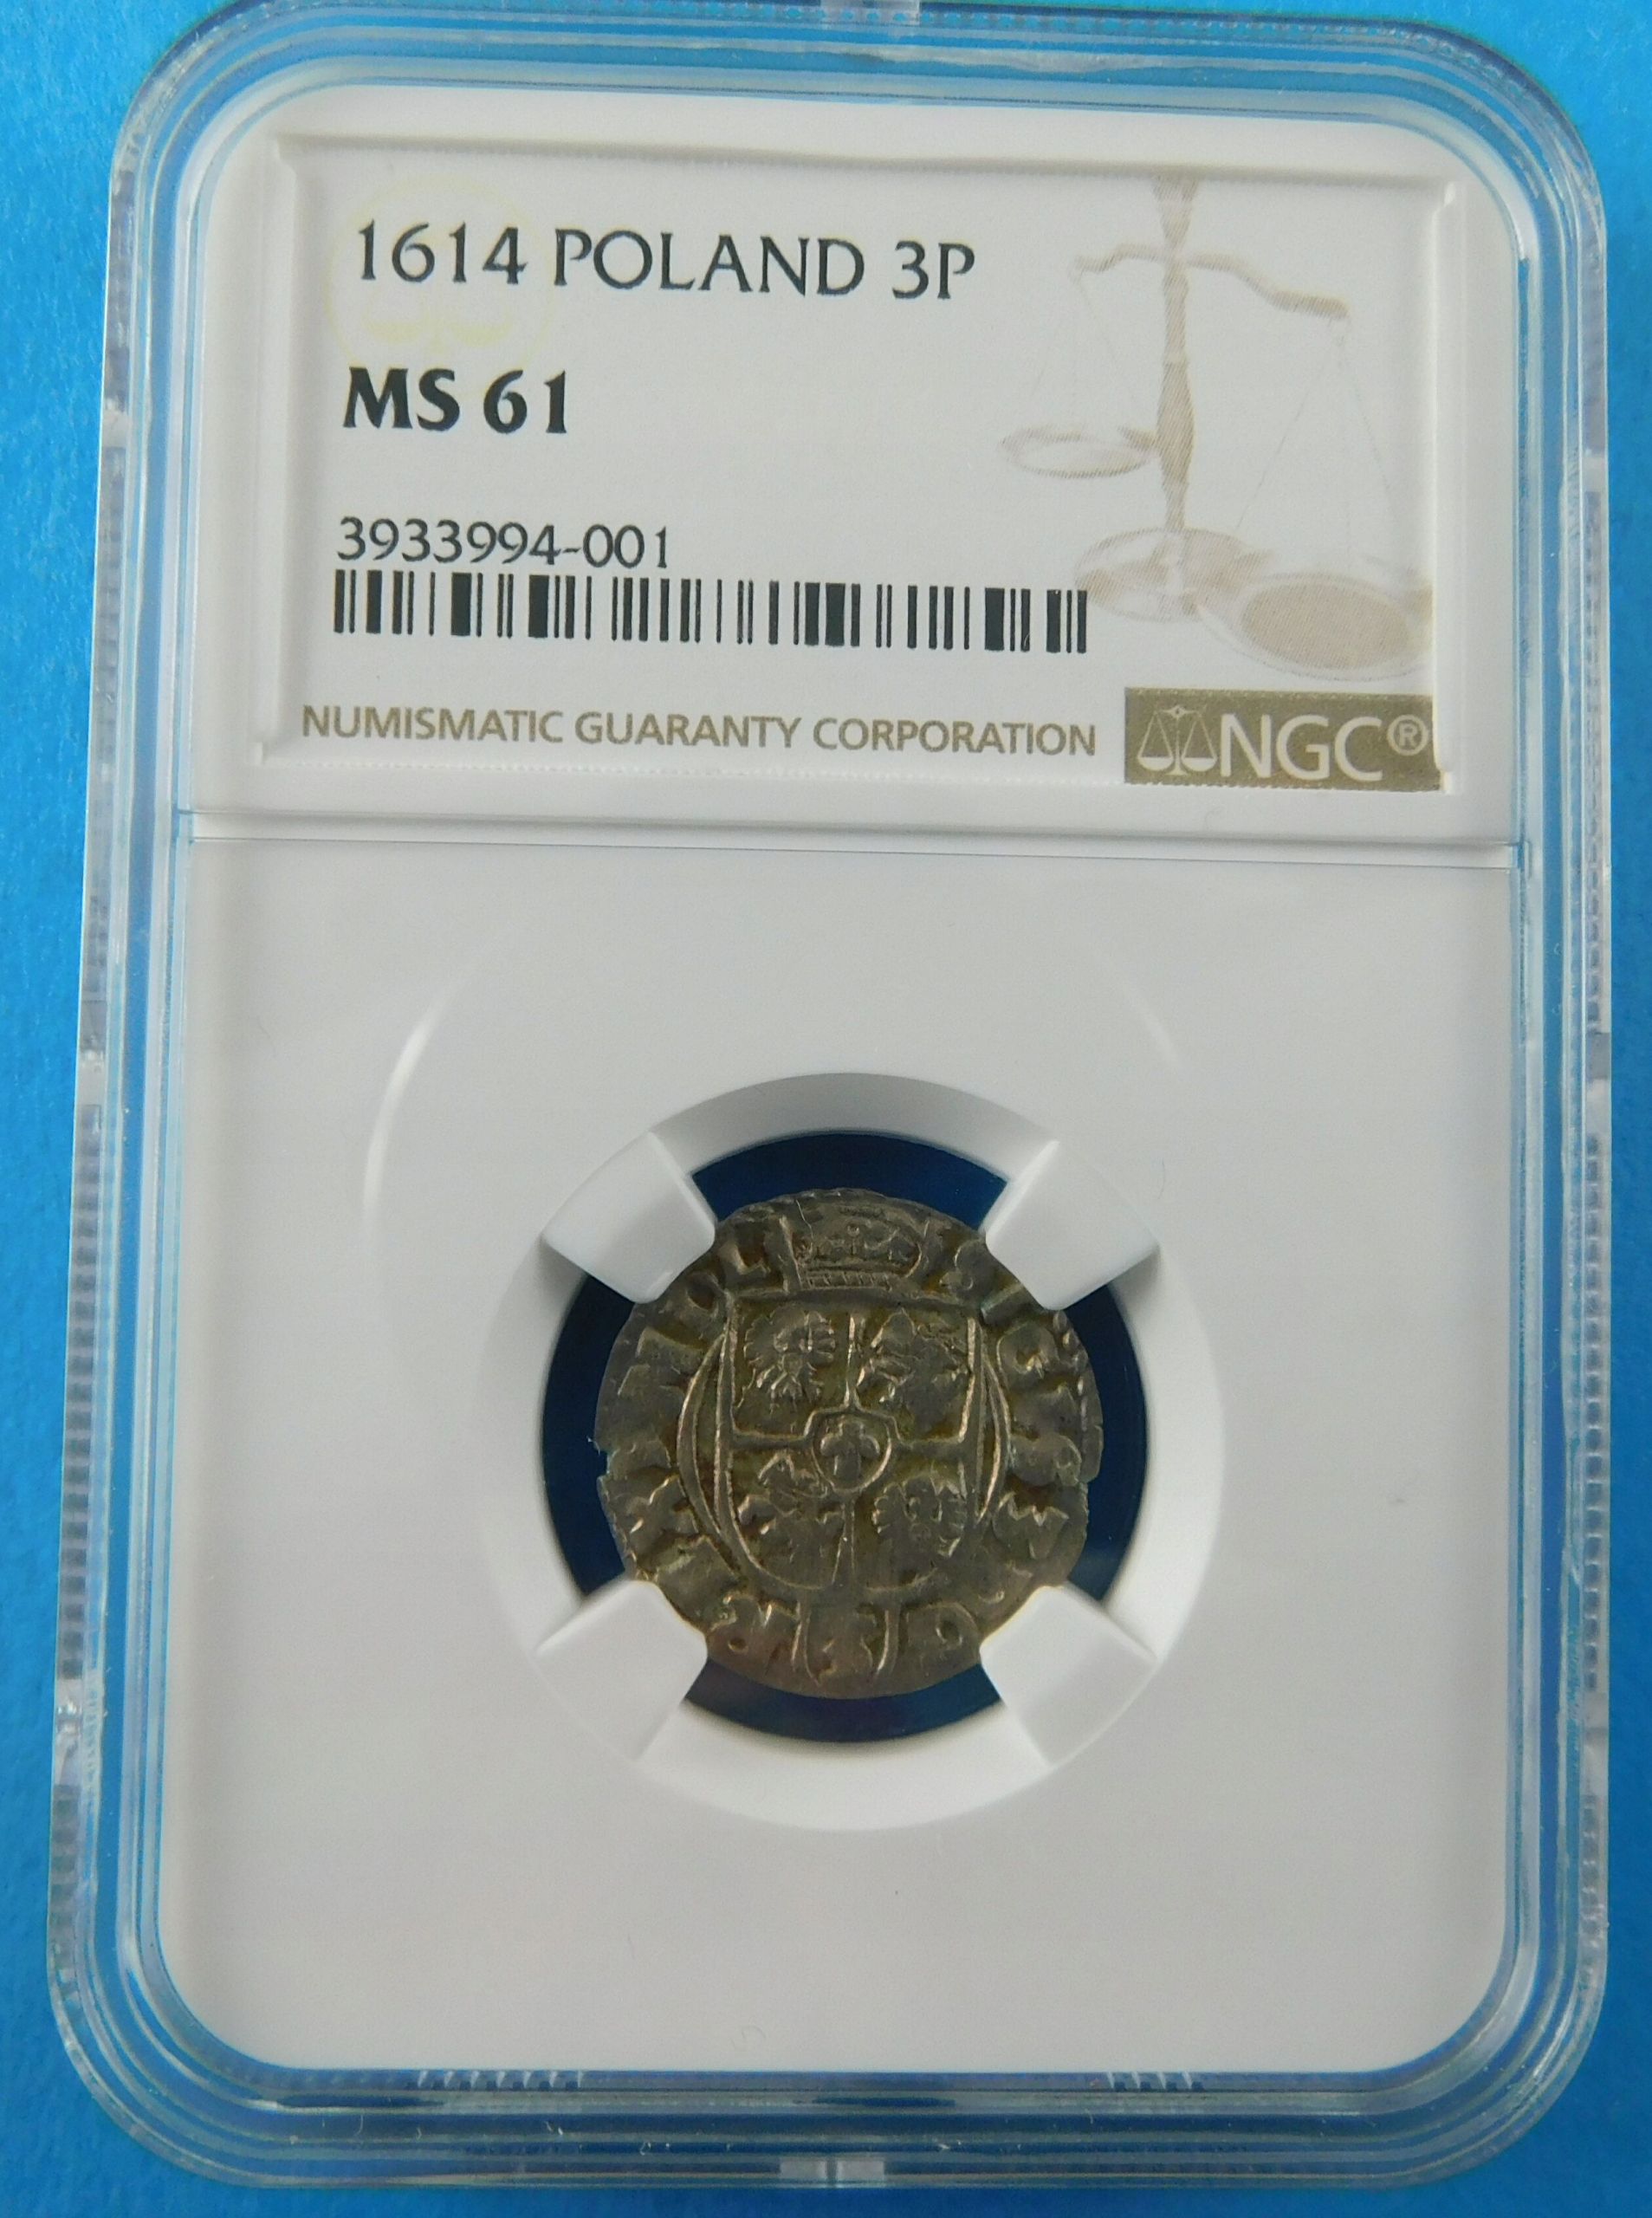 1614 POLAND 3P
MS 61
3933994-001
NUMISMATIC GUARANTY CORPORATION
NGC®